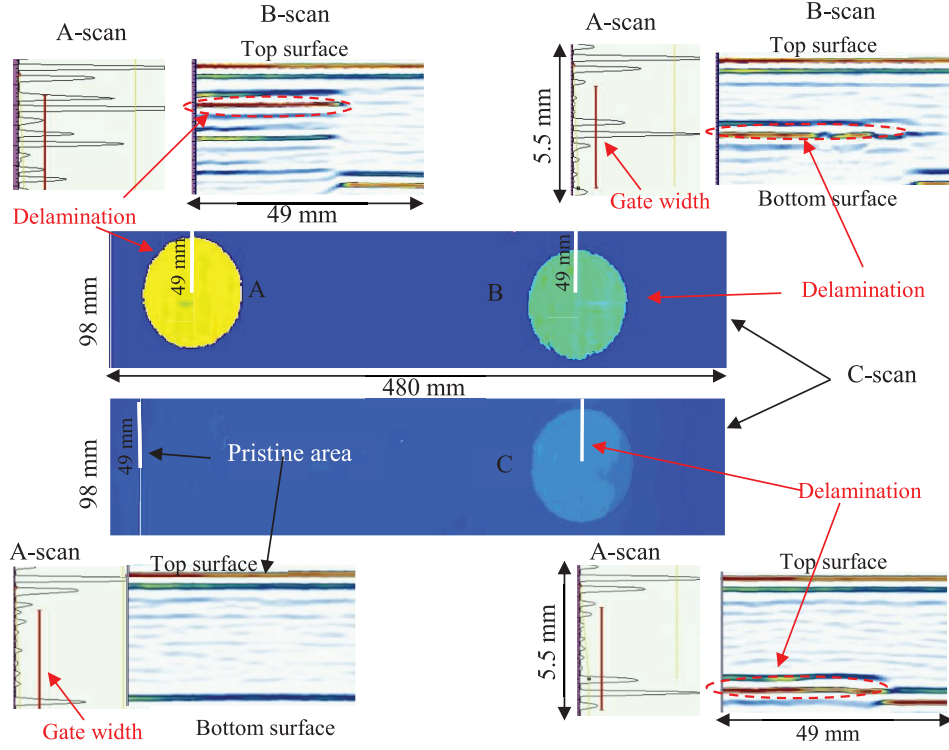 B-scan
A-scan
Top surface
A-scan
B-scan
Top surface
5.5 mm
Delamination
49 mm
Gate width
Bottom surface
49 mm
A
B
49 mm
Delamination
98 mm
480 mm
C-scan
49 mm
Pristine area
C
98 mm
Delamination
A-scan
Top surface
A-scan
Top surface
5.5 mm
Gate width
Bottom surface
49 mm